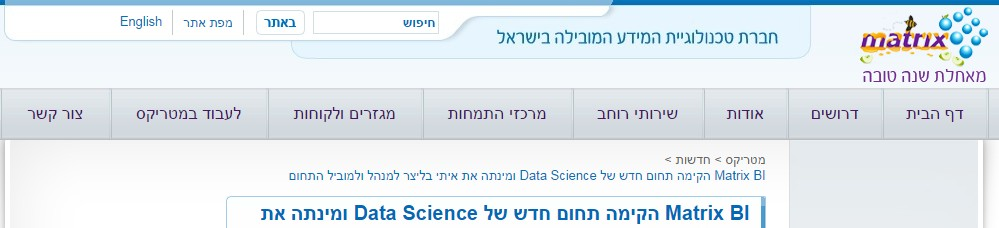 English
מפת אתר
באתר
חיפוש
חברת טכנולוגיית המידע המובילה בישראל
matrix
מאחלת שנה טובה
דף הבית
דרושים
אודות
שירותי רוחב
מרכזי התמחות
מגזרים ולקוחות
לעבוד במטריקס
צור קשר
מטריקס > חדשות >
Matrix BI הקימה תחום חדש של Data Science ומינתה את איתי בליצר למנהל ולמוביל התחום
Matrix BI הקימה תחום חדש של Data Science ומינתה את